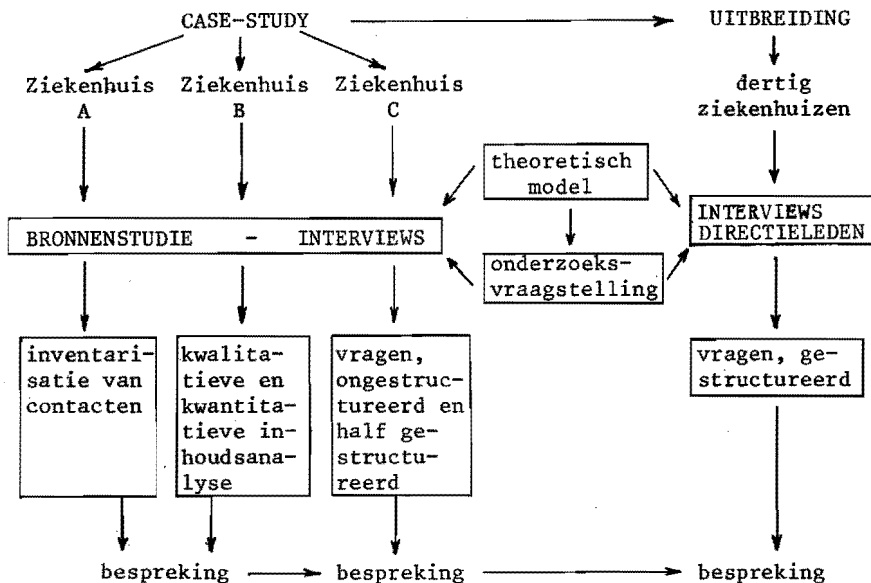 CASE-STUDY
UITBREIDING
Ziekenhuis
A
Ziekenhuis
B
Ziekenhuis
C
dertig
ziekenhuizen
theoretisch
model
BRONNENSTUDIE - INTERVIEWS
INTERVIEWS
DIRECTIELEDEN
onderzoeks-
vraagstelling
inventari-
satie van
contacten
kwalita-
tieve en
kwantita-
tieve in-
houdsana-
lyse
vragen,
ongestruc-
tureerd en
half ge-
structu-
reerd
vragen, ge-
structureerd
bespreking
bespreking
bespreking